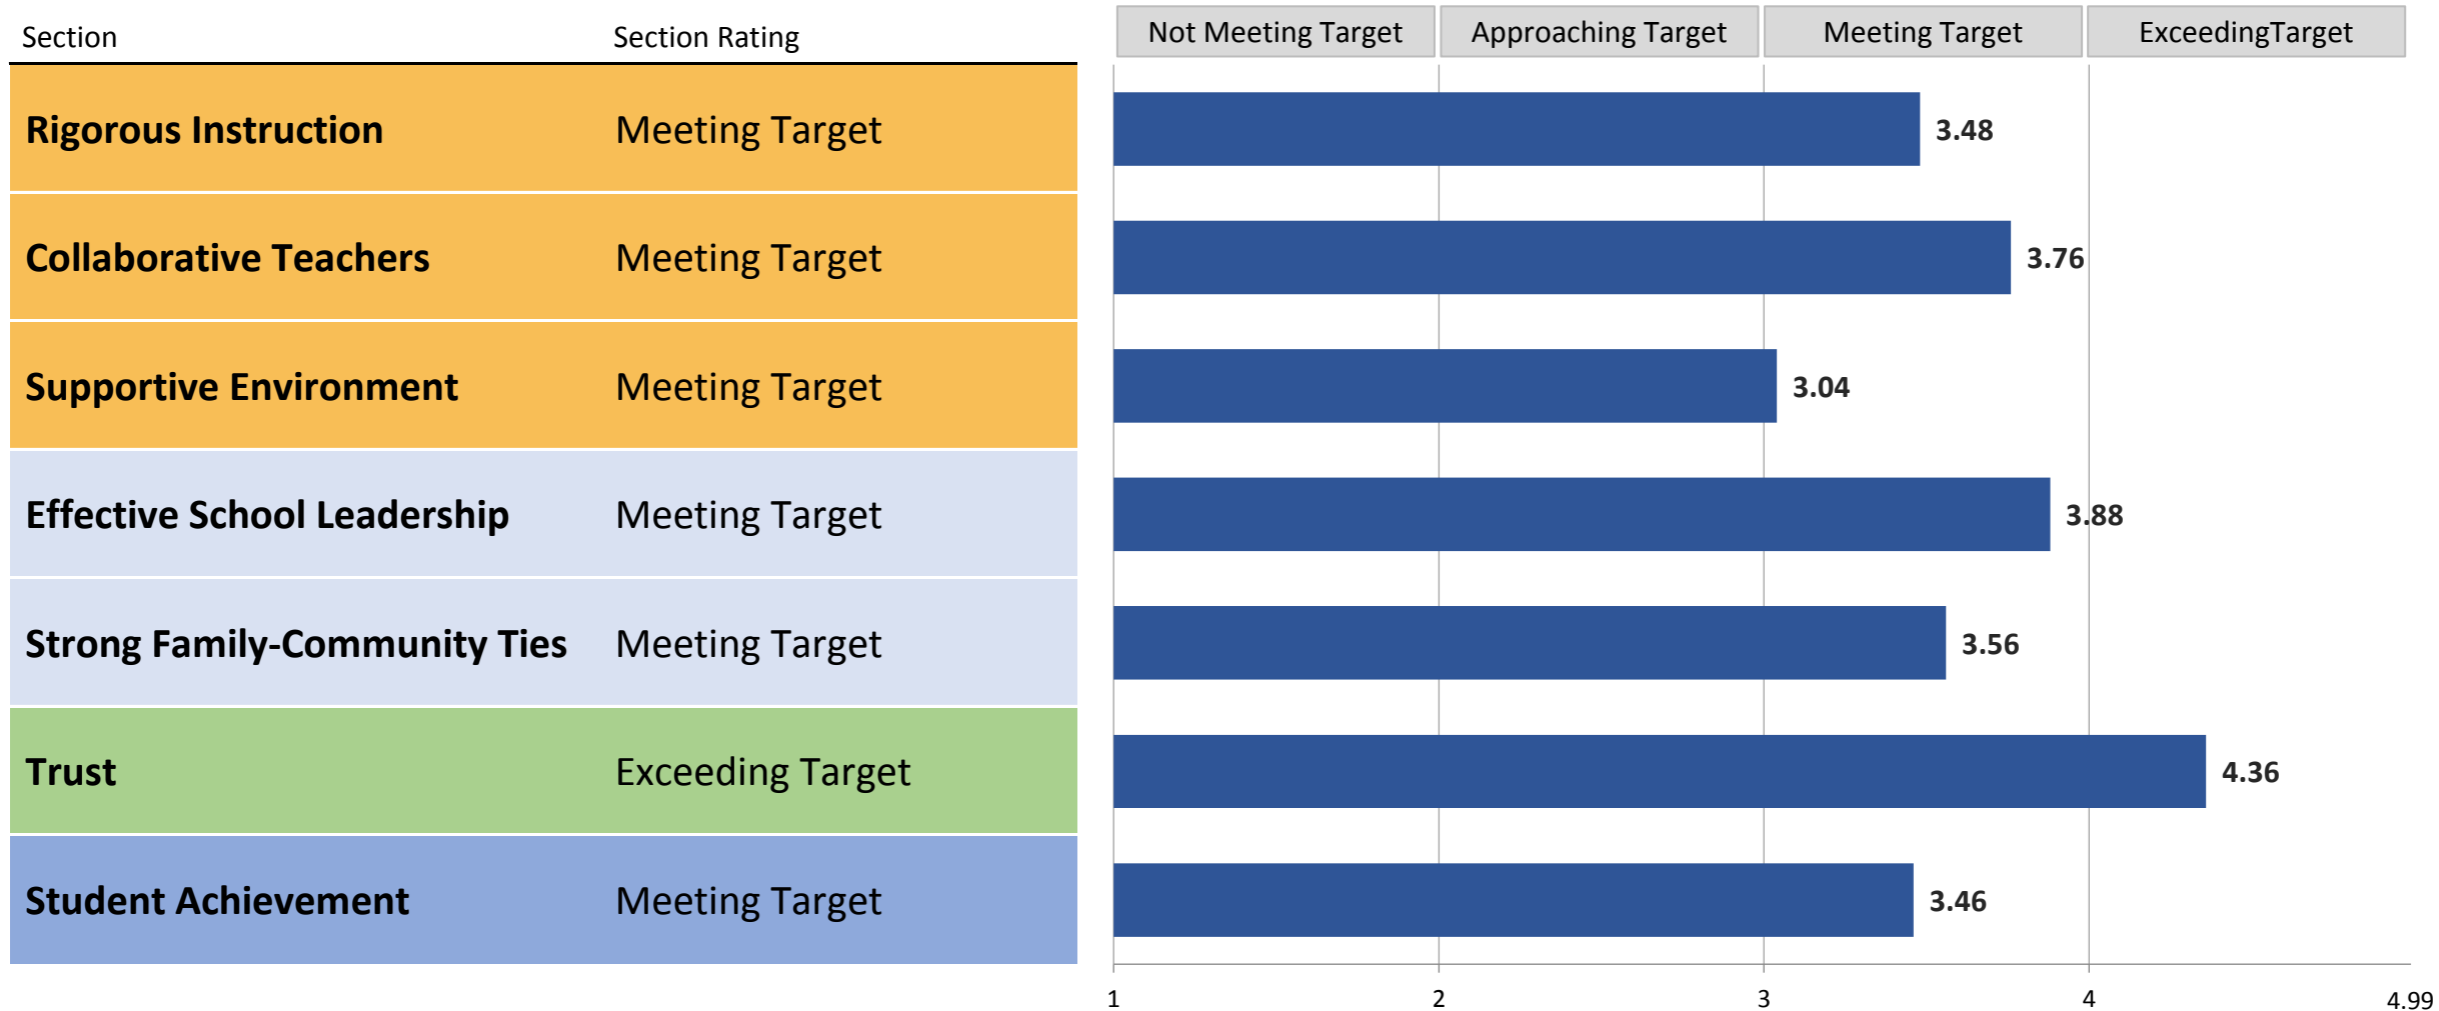 Section Section Rating Not Meeting Target Approaching Target Meeting Target ExceedingTarget
Rigorous Instruction Meeting Target 3.48
Collaborative Teachers Meeting Target 3.76
Supportive Environment Meeting Target 3.04
Effective School Leadership Meeting Target 3.88
Strong Family-Community Ties Meeting Target 3.56
Trust Exceeding Target 4.36
Student Achievement Meeting Target 3.46
1 2 3 4 4.99